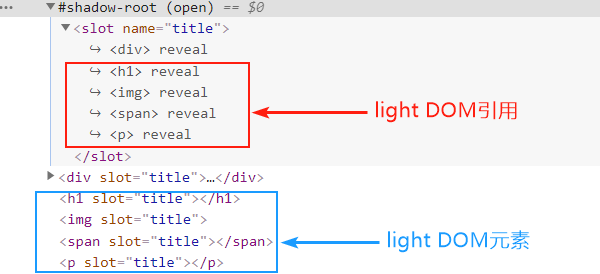 … ▼ #shadow-root (open) == $0
▼ <slot name="title">
↪ <div> reveal
↪ <h1> reveal
↪ <img> reveal
↪ <span> reveal
↪ <p> reveal
</slot>
▶ <div slot="title">…</div>
<h1 slot="title"></h1>
<img slot="title">
<span slot="title"></span>
<p slot="title"></p>
light DOM引用
light DOM元素